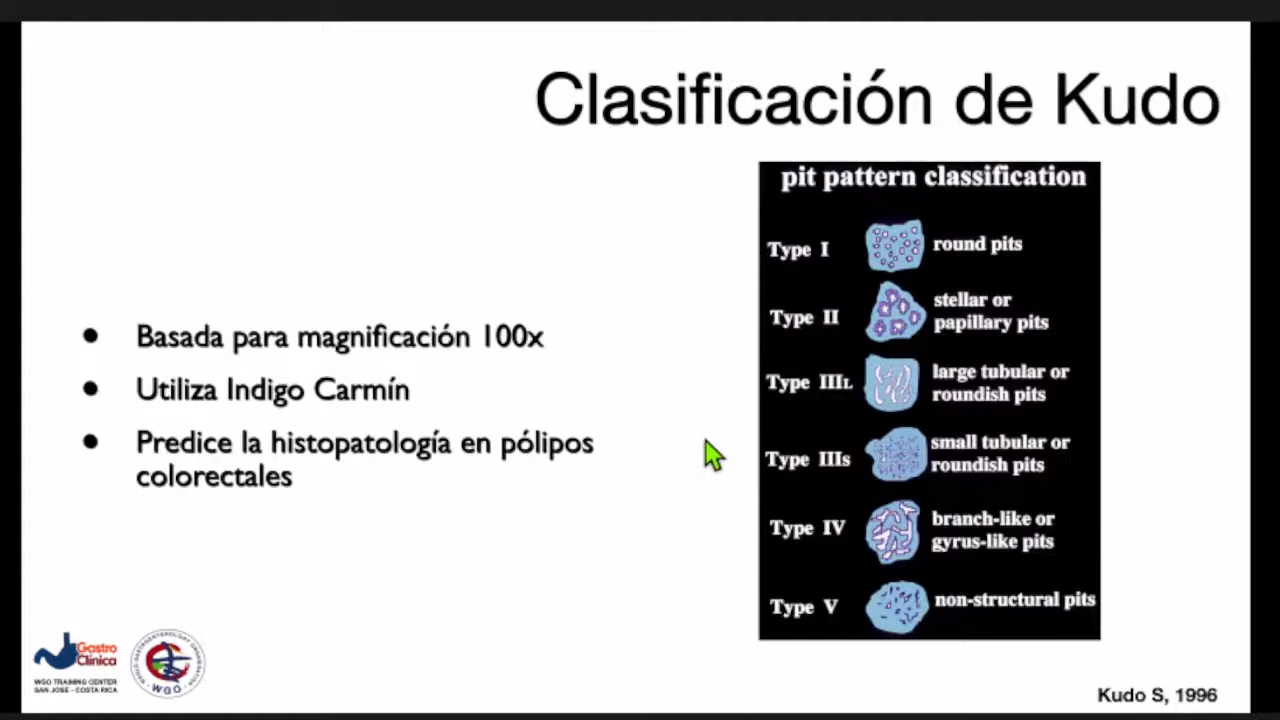 Clasificación de Kudo
Basada para magnificación 100x
Utiliza Indigo Carmín
Predice la histopatología en pólipos
colorectales
pit pattern classification
Type I
round pits
Type II
stellar or
papillary pits
Type IIIL
large tubular or
roundish pits
Type IIIs
small tubular or
roundish pits
Type IV
branch-like or
gyrus-like pits
Type V
non-structural pits
Gastro
Clínica
WGO TRAINING CENTER
SAN JOSE - COSTA RICA
WGO
Kudo S, 1996